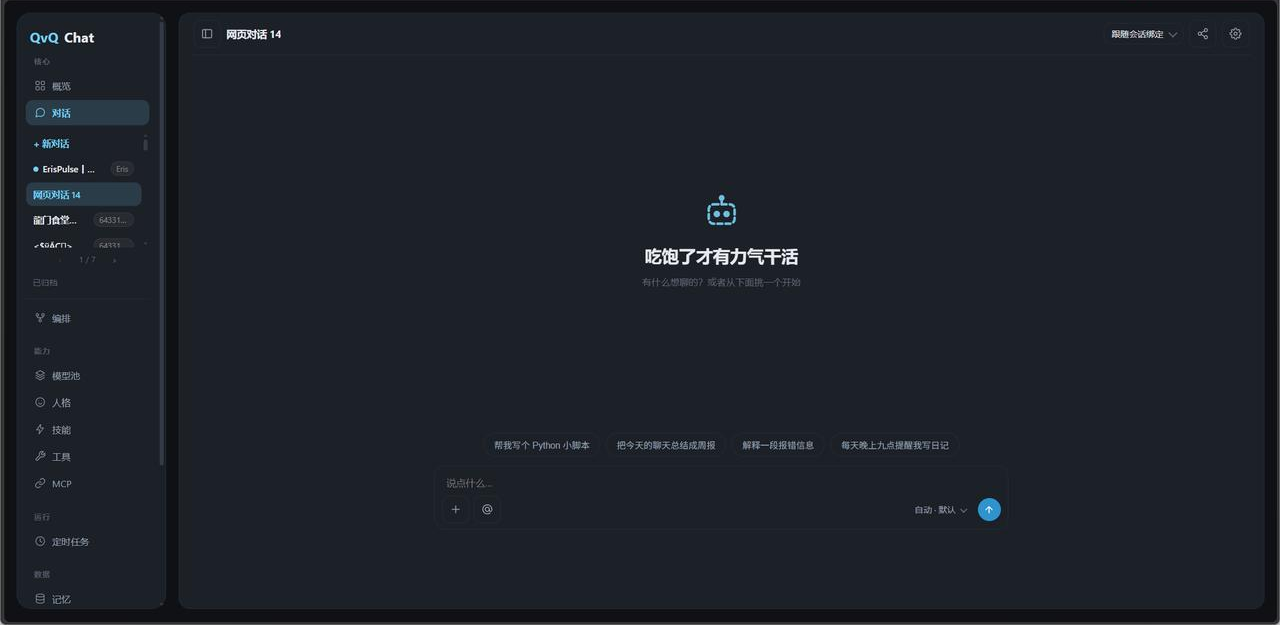 QvQ Chat
核心
概览
对话
+ 新对话
ErisPulse | ... Eris
网页对话 14
龍门食堂... 64331...
64331
1 / 7
已归档
编排
能力
模型池
人格
技能
工具
MCP
运行
定时任务
数据
记忆
网页对话 14
跟随会话绑定
吃饱了才有力气干活
有什么想聊的？或者从下面挑一个开始
帮我写个 Python 小脚本
把今天的聊天总结成周报
解释一段报错信息
每天晚上九点提醒我写日记
说点什么...
自动 · 默认